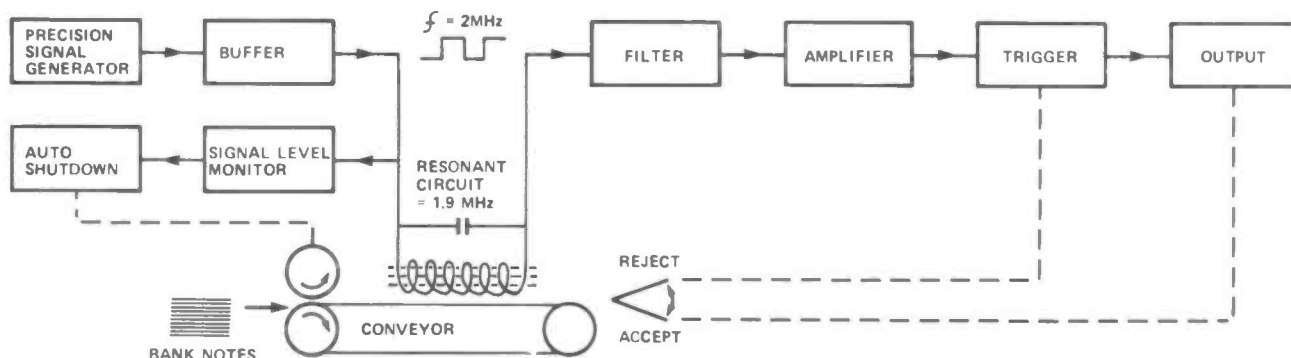 PRECISION
SIGNAL
GENERATOR
BUFFER
f = 2MHz
FILTER
AMPLIFIER
TRIGGER
OUTPUT
AUTO
SHUTDOWN
SIGNAL LEVEL
MONITOR
RESONANT
CIRCUIT
= 1.9 MHz
REJECT
CONVEYOR
ACCEPT
BANK NOTES